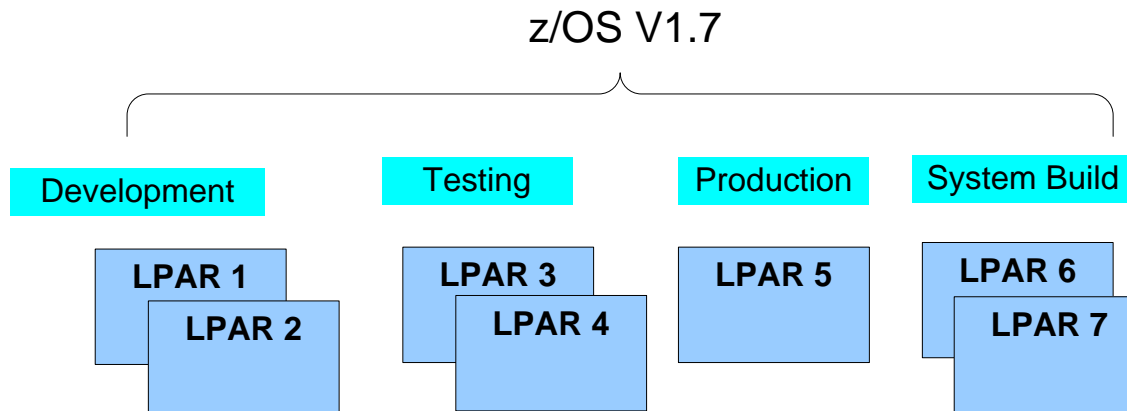 z/OS V1.7
Development
Testing
Production
System Build
LPAR 1
LPAR 2
LPAR 3
LPAR 4
LPAR 5
LPAR 6
LPAR 7